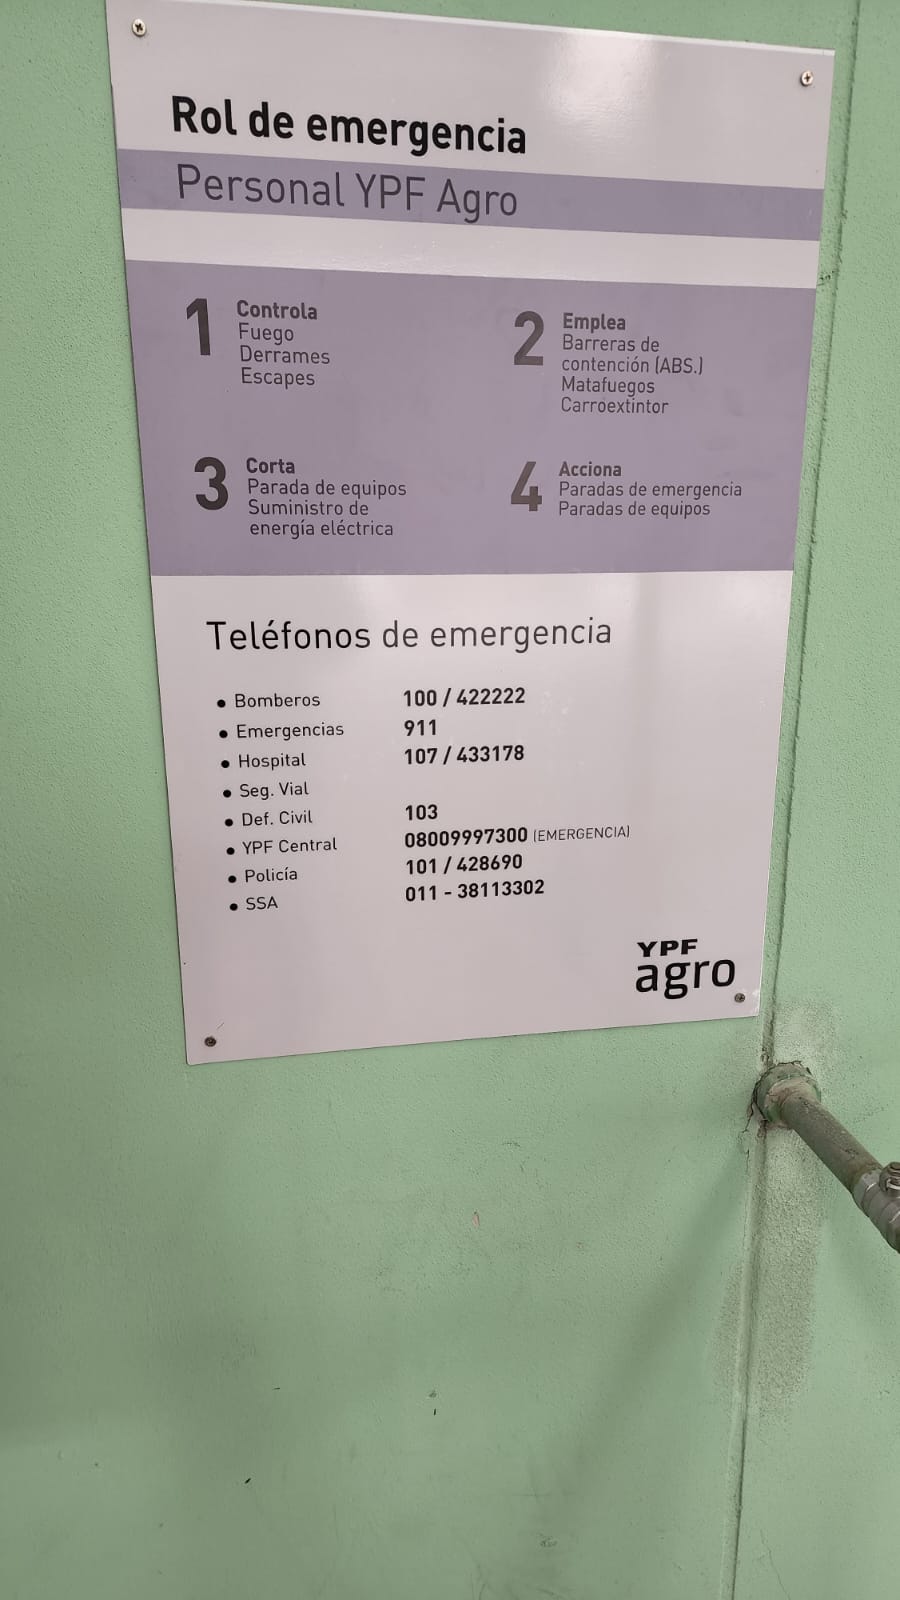 Rol de emergencia
Personal YPF Agro
1 Controla
Fuego
Derrames
Escapes
2 Emplea
Barreras de
contención (ABS.)
Matafuegos
Carroextintor
3 Corta
Parada de equipos
Suministro de
energía eléctrica
4 Acciona
Paradas de emergencia
Paradas de equipos
Teléfonos de emergencia
• Bomberos 100 / 422222
• Emergencias 911
• Hospital 107 / 433178
• Seg. Vial
• Def. Civil 103
• YPF Central 08009997300 (EMERGENCIA)
• Policía 101 / 428690
• SSA 011 - 38113302
YPF
agro